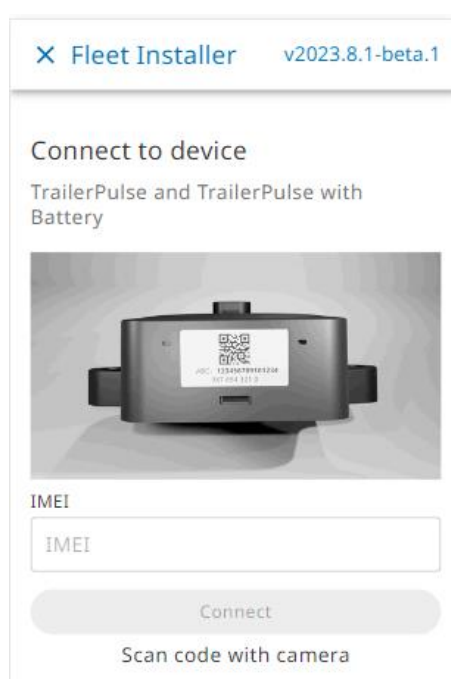 Fleet Installer v2023.8.1-beta.1
Connect to device
TrailerPulse and TrailerPulse with
Battery
IMEI
IMEI
Connect
Scan code with camera